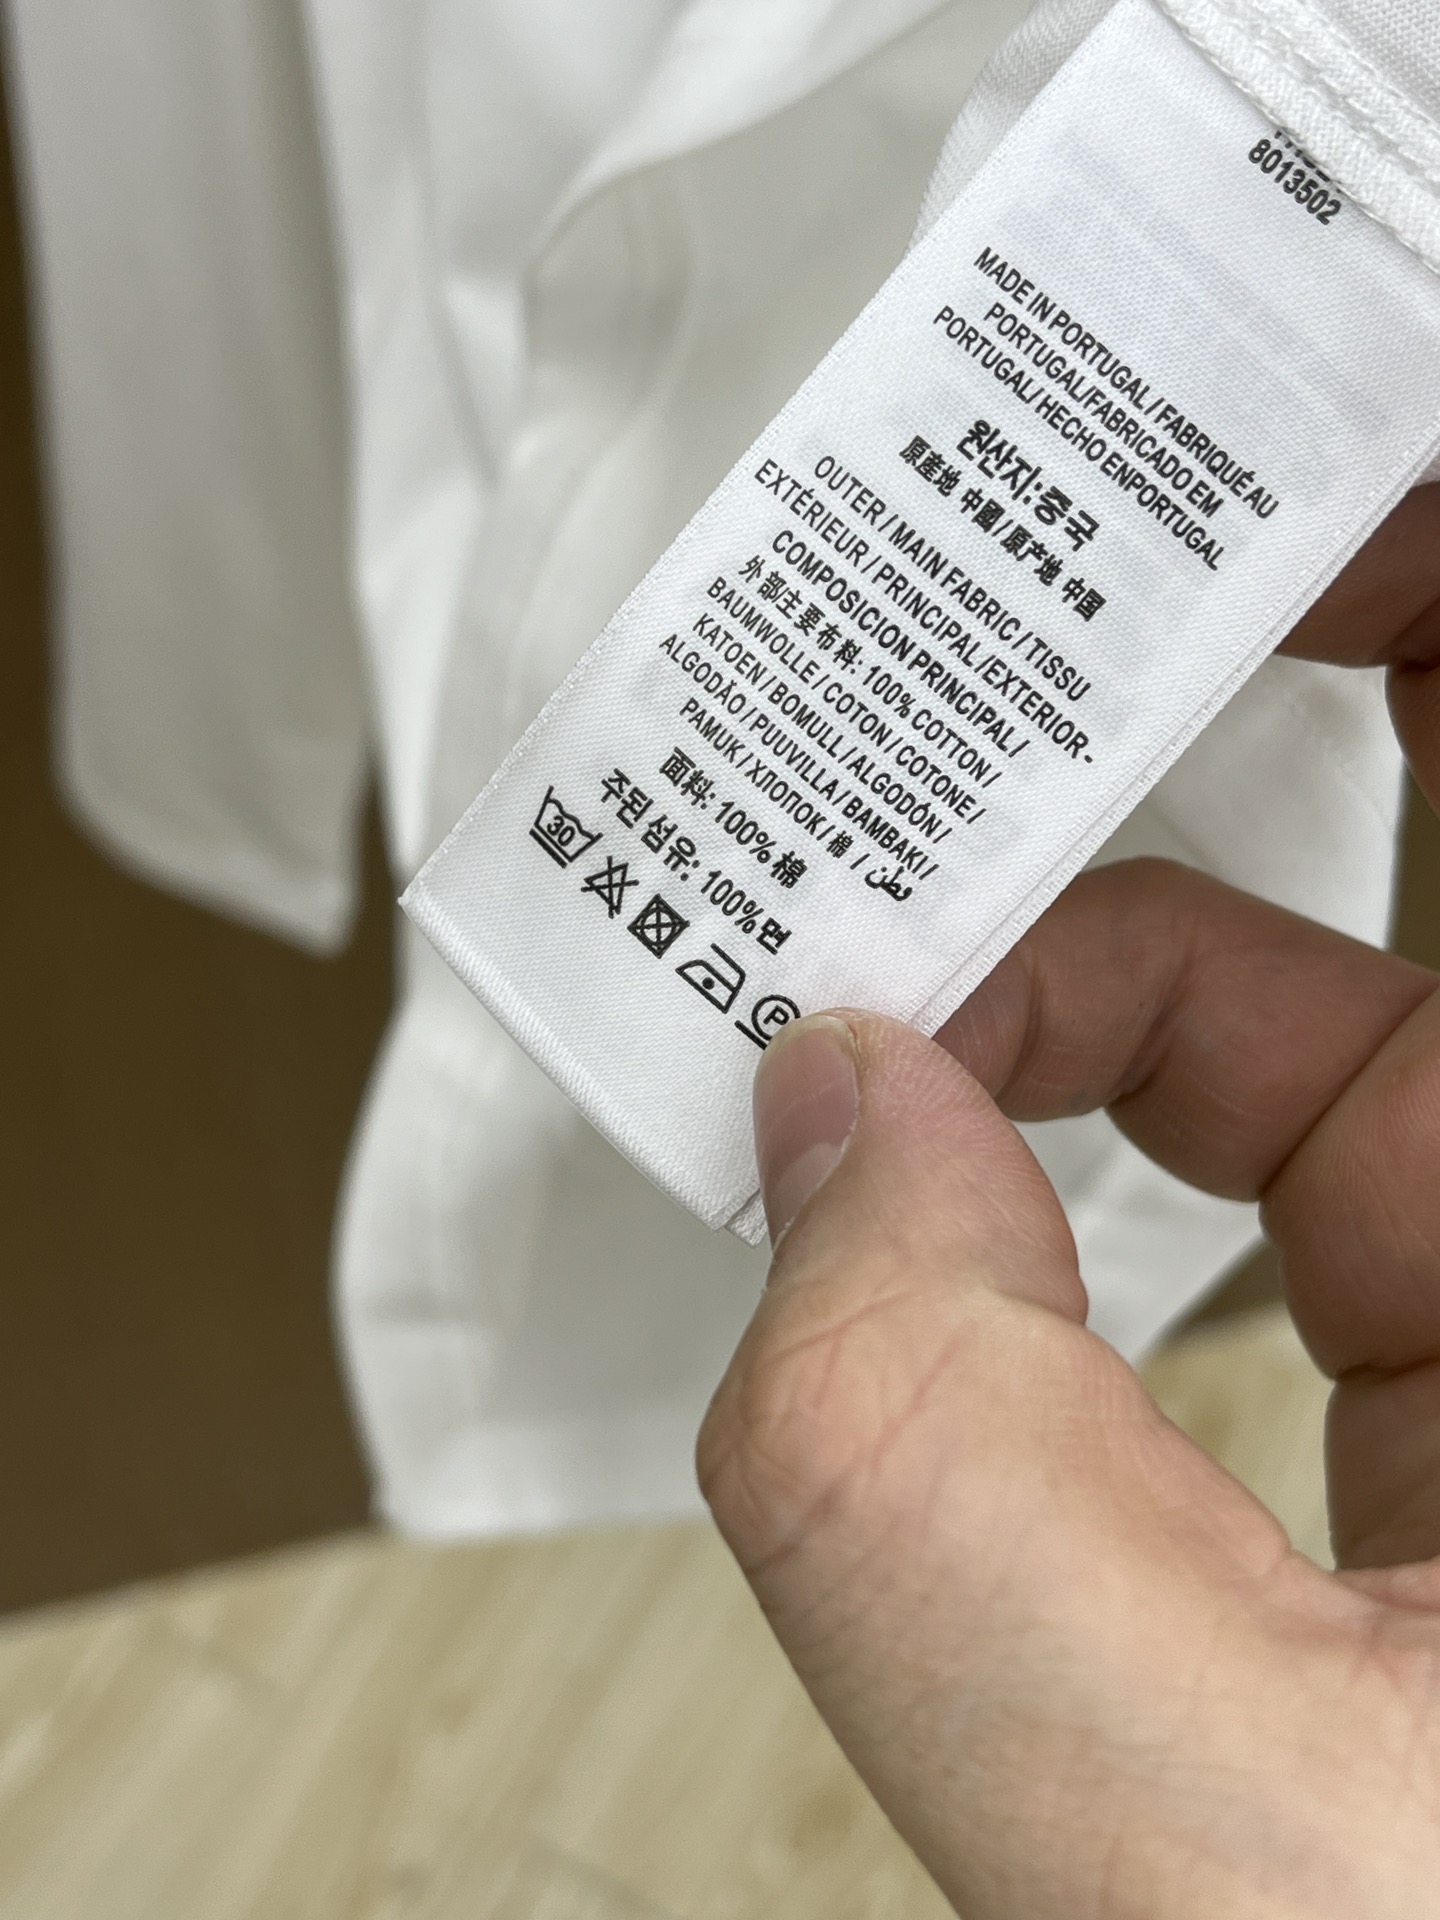 8013502
MADE IN PORTUGAL / FABRIQUÉ AU
PORTUGAL/FABRICADO EM
PORTUGAL/ HECHO ENPORTUGAL
원산지: 중국
原產地 中國 / 原产地 中国
OUTER / MAIN FABRIC / TISSU
EXTÉRIEUR / PRINCIPAL /EXTERIOR-
COMPOSICION PRINCIPAL /
外部主要布料: 100% COTTON /
BAUMWOLLE / COTON / COTONE /
KATOEN / BOMULL / ALGODÓN /
ALGODÃO / PUUVILLA / BAMBAKI /
PAMUK / ХЛОПОК / 棉 / قطن
面料: 100% 棉
주된 섬유: 100% 면
30
P